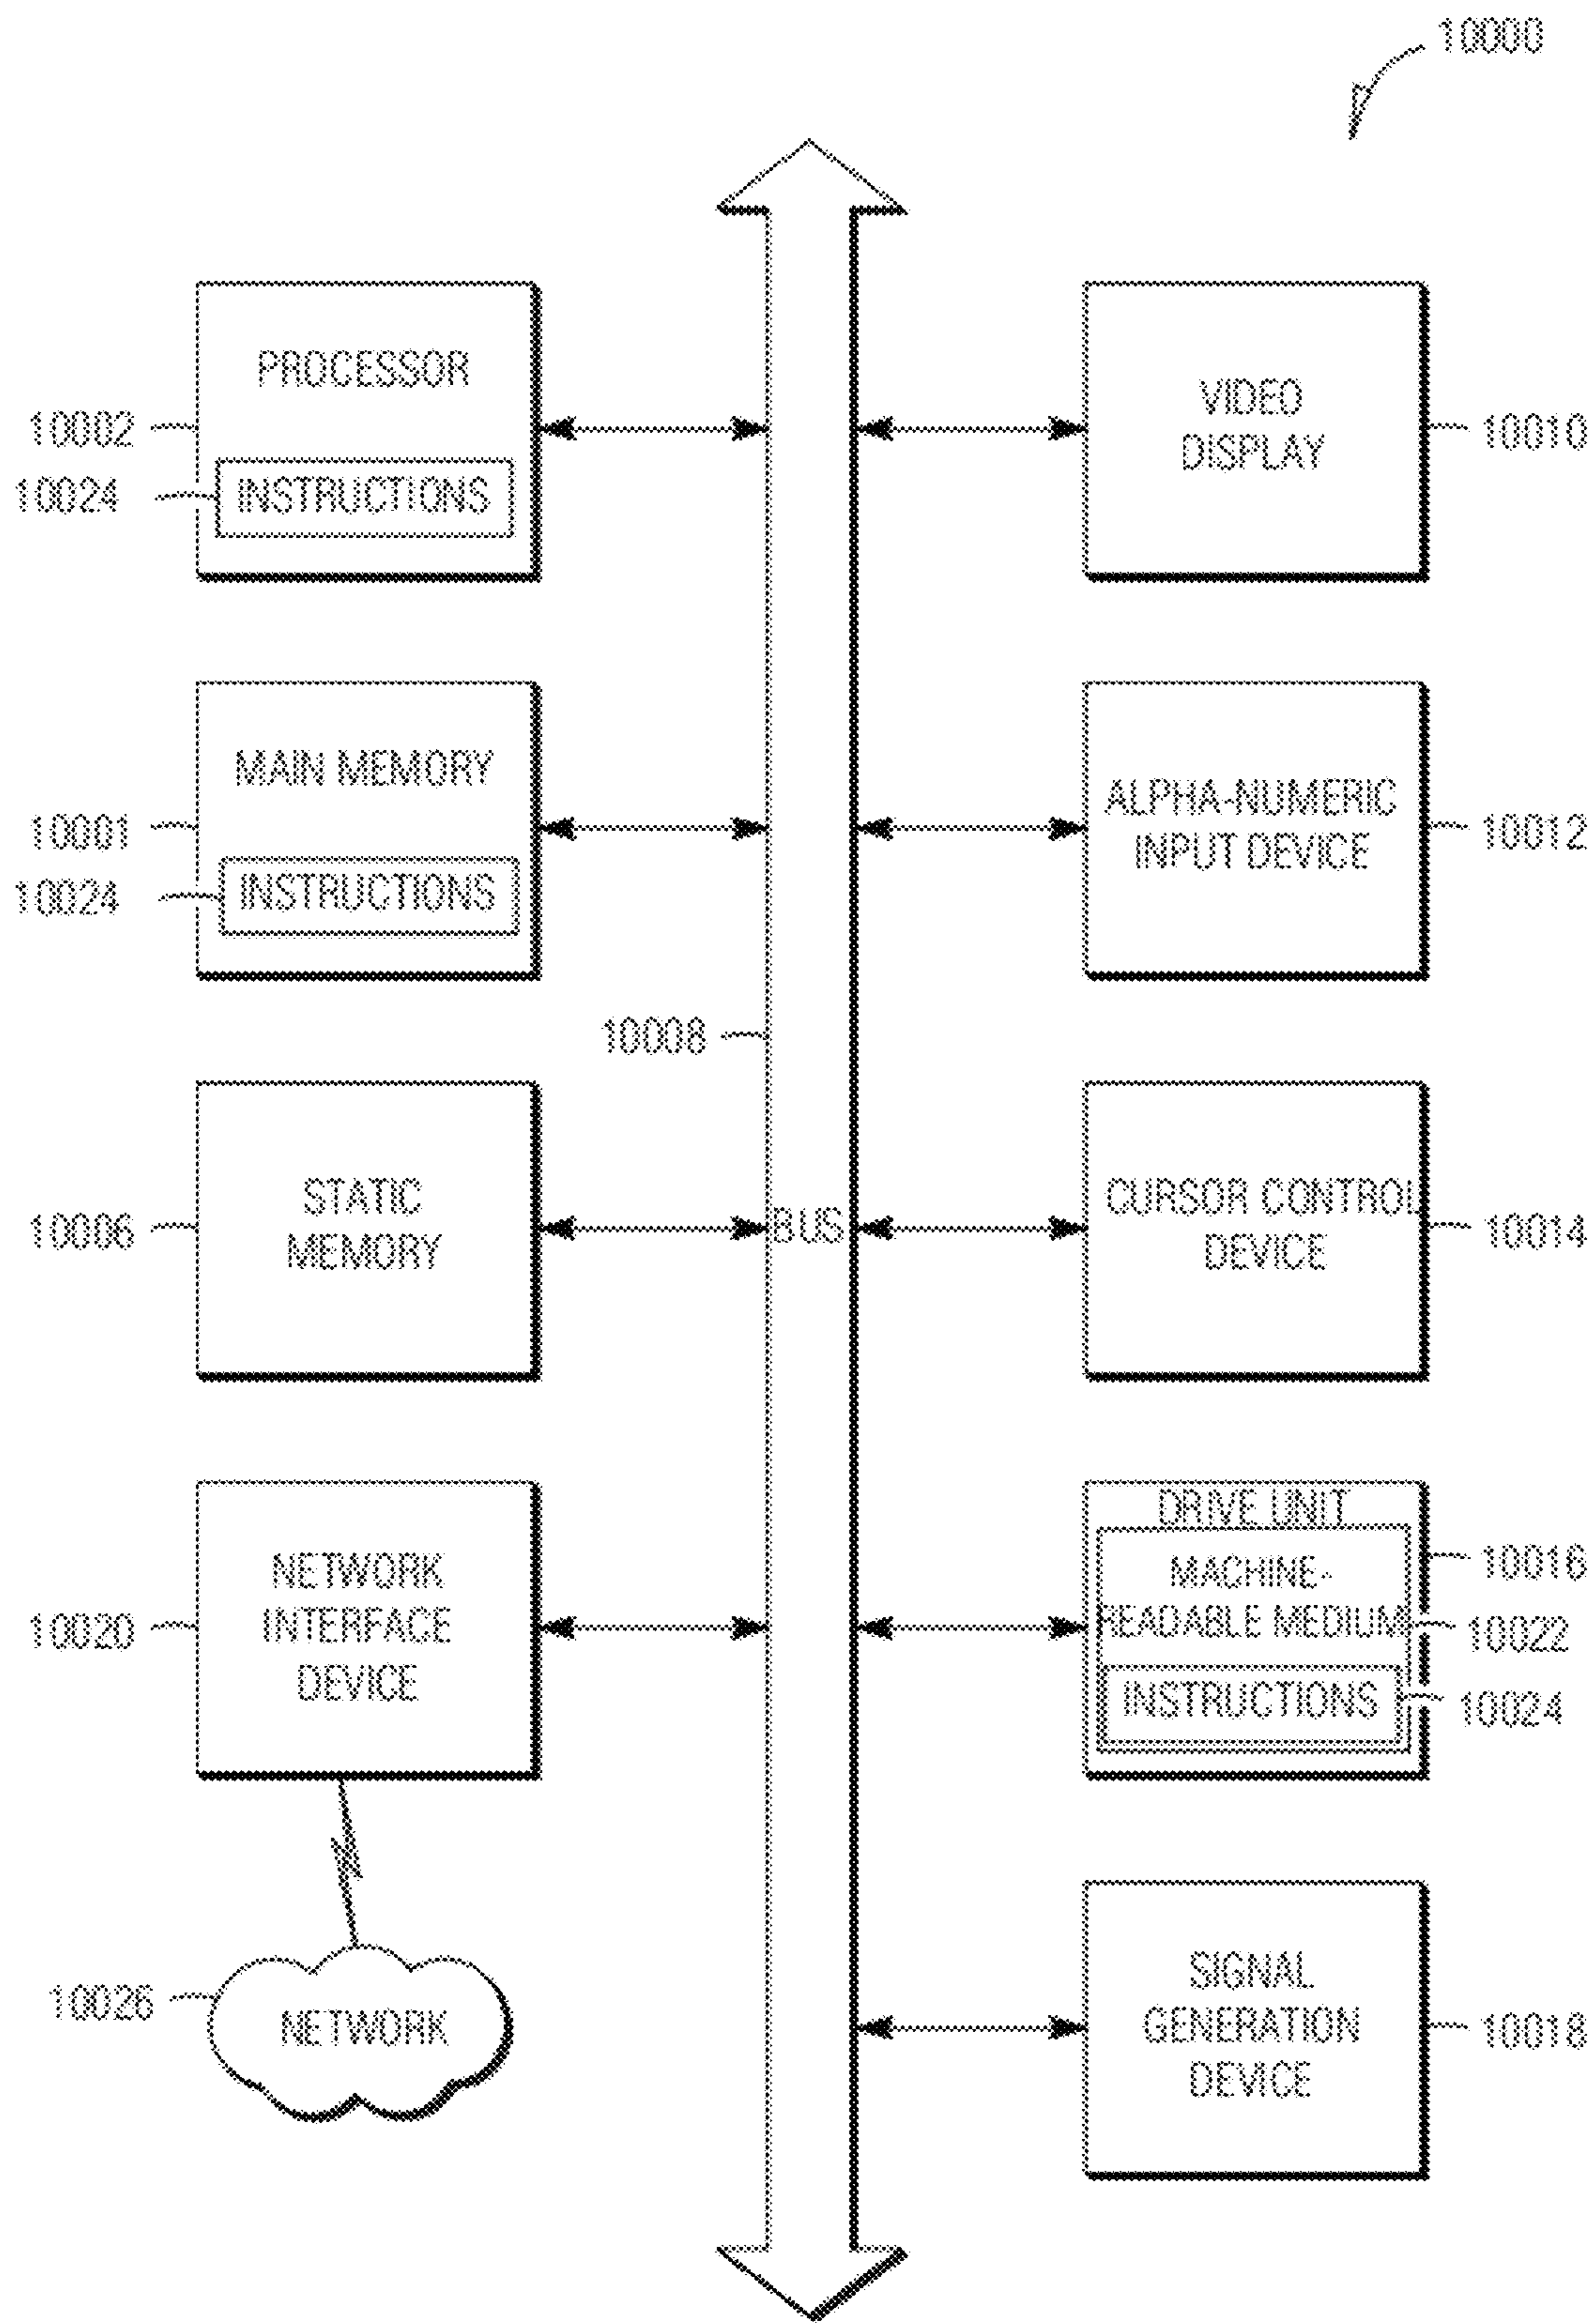 10000
PROCESSOR
10002
10024
INSTRUCTIONS
VIDEO
DISPLAY
10010
MAIN MEMORY
10001
10024
INSTRUCTIONS
ALPHA-NUMERIC
INPUT DEVICE
10012
10008
STATIC
MEMORY
10006
BUS
CURSOR CONTROL
DEVICE
10014
NETWORK
INTERFACE
DEVICE
10020
DRIVE UNIT
10016
MACHINE-
READABLE MEDIUM
10022
INSTRUCTIONS
10024
10026
NETWORK
SIGNAL
GENERATION
DEVICE
10018